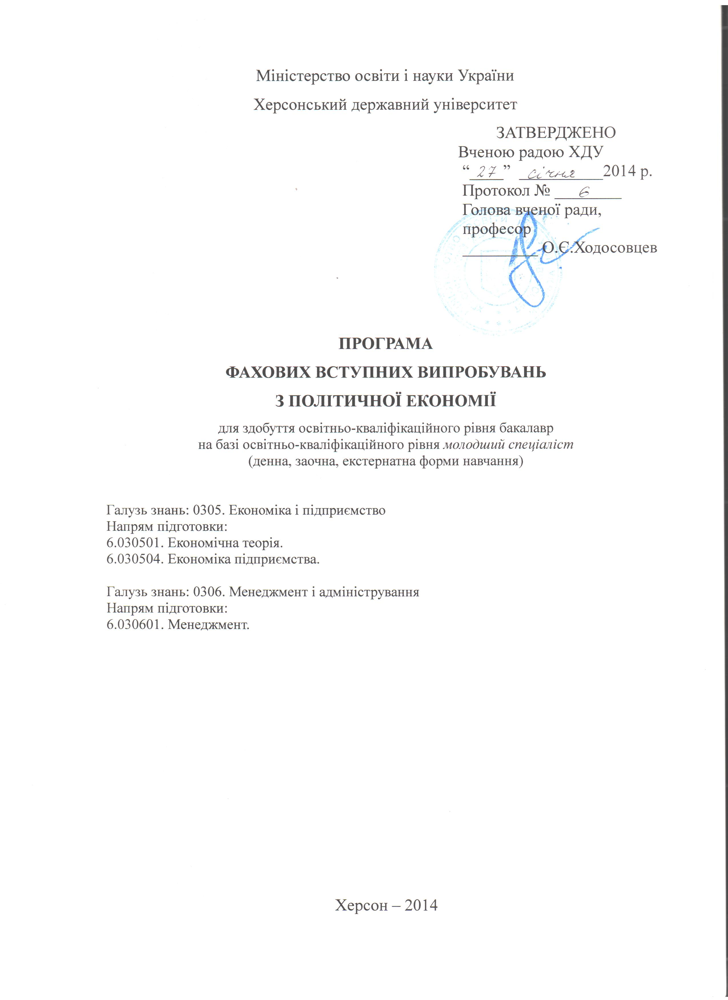 Міністерство освіти і науки України
Херсонський державний університет
ЗАТВЕРДЖЕНО
Вченою радою ХДУ
“ 27 ” січня 2014 р.
Протокол № 6
Голова вченої ради,
професор
О.Є.Ходосовцев
ПРОГРАМА
ФАХОВИХ ВСТУПНИХ ВИПРОБУВАНЬ
З ПОЛІТИЧНОЇ ЕКОНОМІЇ
для здобуття освітньо-кваліфікаційного рівня бакалавр
на базі освітньо-кваліфікаційного рівня молодший спеціаліст
(денна, заочна, екстернатна форми навчання)
Галузь знань: 0305. Економіка і підприємство
Напрям підготовки:
6.030501. Економічна теорія.
6.030504. Економіка підприємства.
Галузь знань: 0306. Менеджмент і адміністрування
Напрям підготовки:
6.030601. Менеджмент.
Херсон – 2014